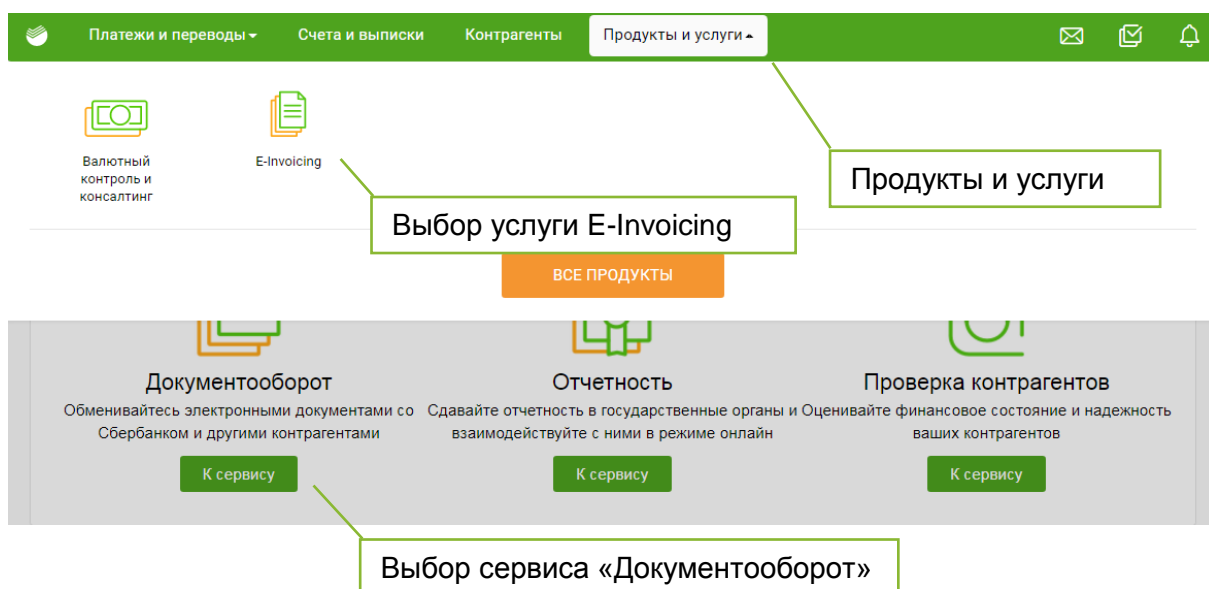 Платежи и переводы Счета и выписки Контрагенты Продукты и услуги
Валютный
контроль и
консалтинг
E-Invoicing
Продукты и услуги
Выбор услуги E-Invoicing
ВСЕ ПРОДУКТЫ
Документооборот
Обменивайтесь электронными документами со
Сбербанком и другими контрагентами
К сервису
Отчетность
Сдавайте отчетность в государственные органы и
взаимодействуйте с ними в режиме онлайн
К сервису
Проверка контрагентов
Оценивайте финансовое состояние и надежность
ваших контрагентов
К сервису
Выбор сервиса «Документооборот»